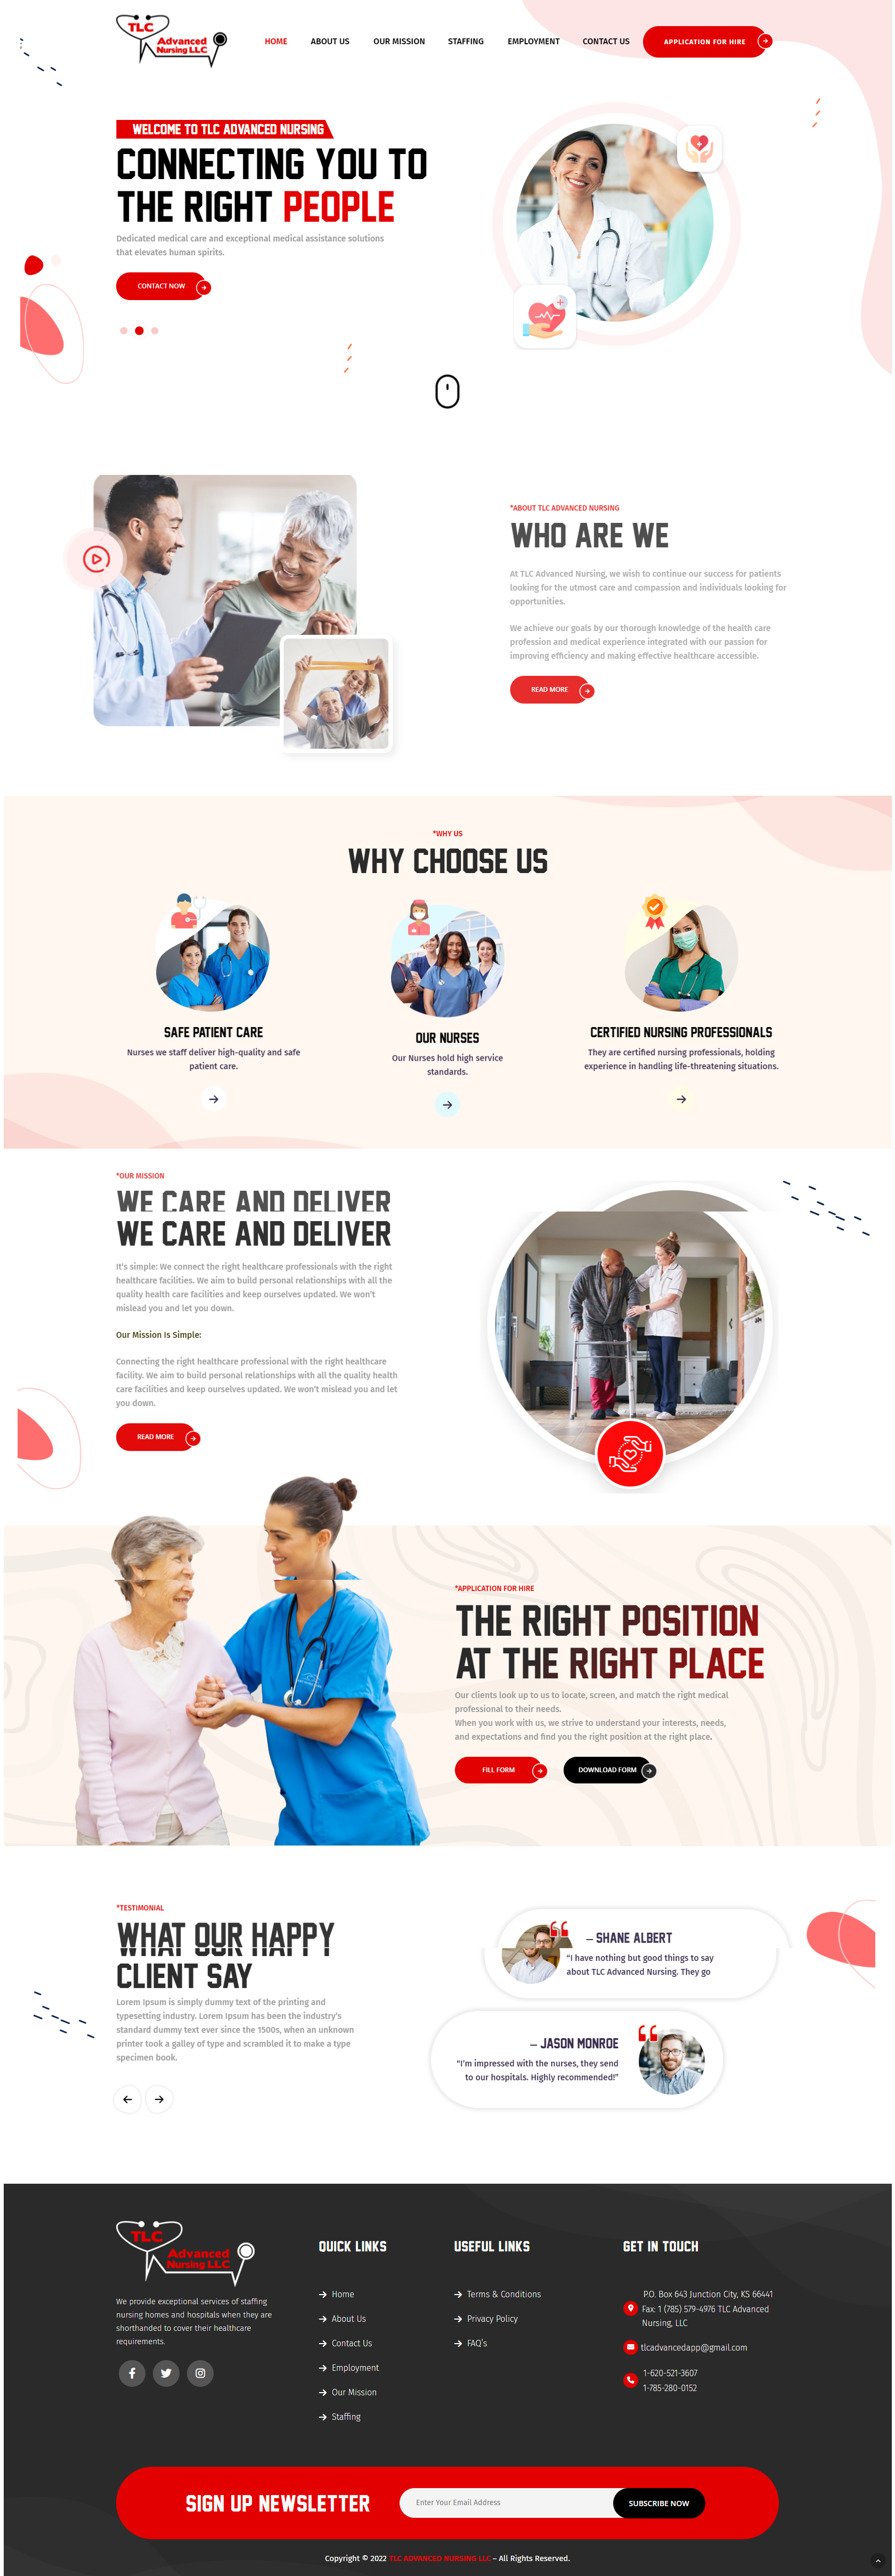 TLC
Advanced
Nursing LLC
HOME
ABOUT US
OUR MISSION
STAFFING
EMPLOYMENT
CONTACT US
APPLICATION FOR HIRE
WELCOME TO TLC ADVANCED NURSING
CONNECTING YOU TO
THE RIGHT PEOPLE
Dedicated medical care and exceptional medical assistance solutions
that elevates human spirits.
CONTACT NOW
*ABOUT TLC ADVANCED NURSING
WHO ARE WE
At TLC Advanced Nursing, we wish to continue our success for patients
looking for the utmost care and compassion and individuals looking for
opportunities.
We achieve our goals by our thorough knowledge of the health care
profession and medical experience integrated with our passion for
improving efficiency and making effective healthcare accessible.
READ MORE
*WHY US
WHY CHOOSE US
SAFE PATIENT CARE
Nurses we staff deliver high-quality and safe
patient care.
OUR NURSES
Our Nurses hold high service
standards.
CERTIFIED NURSING PROFESSIONALS
They are certified nursing professionals, holding
experience in handling life-threatening situations.
*OUR MISSION
WE CARE AND DELIVER
WE CARE AND DELIVER
It's simple: We connect the right healthcare professionals with the right
healthcare facilities. We aim to build personal relationships with all the
quality health care facilities and keep ourselves updated. We won't
mislead you and let you down.
Our Mission Is Simple:
Connecting the right healthcare professional with the right healthcare
facility. We aim to build personal relationships with all the quality health
care facilities and keep ourselves updated. We won't mislead you and let
you down.
READ MORE
*APPLICATION FOR HIRE
THE RIGHT POSITION
AT THE RIGHT PLACE
Our clients look up to us to locate, screen, and match the right medical
professional to their needs.
When you work with us, we strive to understand your interests, needs,
and expectations and find you the right position at the right place.
FILL FORM
DOWNLOAD FORM
*TESTIMONIAL
WHAT OUR HAPPY
CLIENT SAY
Lorem Ipsum is simply dummy text of the printing and
typesetting industry. Lorem Ipsum has been the industry's
standard dummy text ever since the 1500s, when an unknown
printer took a galley of type and scrambled it to make a type
specimen book.
– SHANE ALBERT
“I have nothing but good things to say
about TLC Advanced Nursing. They go
– JASON MONROE
“I'm impressed with the nurses, they send
to our hospitals. Highly recommended!”
TLC
Advanced
Nursing LLC
We provide exceptional services of staffing
nursing homes and hospitals when they are
shorthanded to cover their healthcare
requirements.
QUICK LINKS
Home
About Us
Contact Us
Employment
Our Mission
Staffing
USEFUL LINKS
Terms & Conditions
Privacy Policy
FAQ's
GET IN TOUCH
P.O. Box 643 Junction City, KS 66441
Fax: 1 (785) 579-4976 TLC Advanced
Nursing, LLC
tlcadvancedapp@gmail.com
1-620-521-3607
1-785-280-0152
SIGN UP NEWSLETTER
Enter Your Email Address
SUBSCRIBE NOW
Copyright © 2022 TLC ADVANCED NURSING LLC – All Rights Reserved.